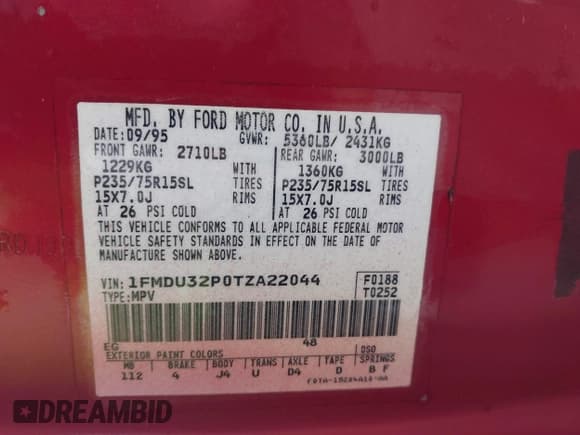 MFD. BY FORD MOTOR CO. IN U.S.A.
DATE: 09/95 GVWR: 5360LB/ 2431KG
FRONT GAWR: 2710LB REAR GAWR: 3000LB
1229KG WITH 1360KG WITH
P235/75R15SL TIRES P235/75R15SL TIRES
15X7.0J RIMS 15X7.0J RIMS
AT 26 PSI COLD AT 26 PSI COLD
THIS VEHICLE CONFORMS TO ALL APPLICABLE FEDERAL MOTOR
VEHICLE SAFETY STANDARDS IN EFFECT ON THE DATE OF
MANUFACTURE SHOWN ABOVE.
VIN: 1FMDU32P0TZA22044 F0188
TYPE: MPV T0252
EG 48 DSO
EXTERIOR PAINT COLORS
WB BRAKE BODY TRANS AXLE TAPE SPRINGS
112 4 J4 U D4 D B F
DREAMBID